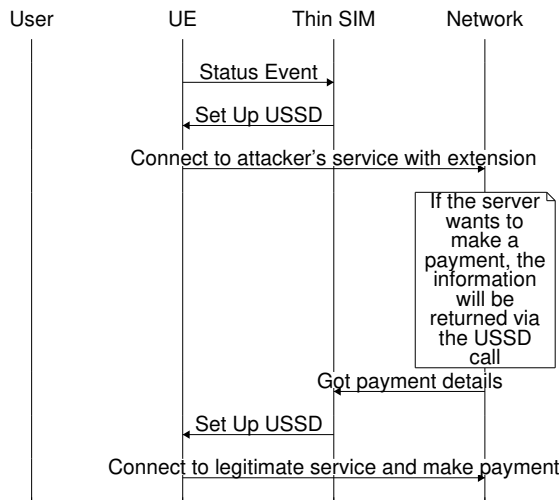 User UE Thin SIM Network
Status Event
Set Up USSD
Connect to attacker's service with extension
If the server
wants to
make a
payment, the
information
will be
returned via
the USSD
call
Got payment details
Set Up USSD
Connect to legitimate service and make payment